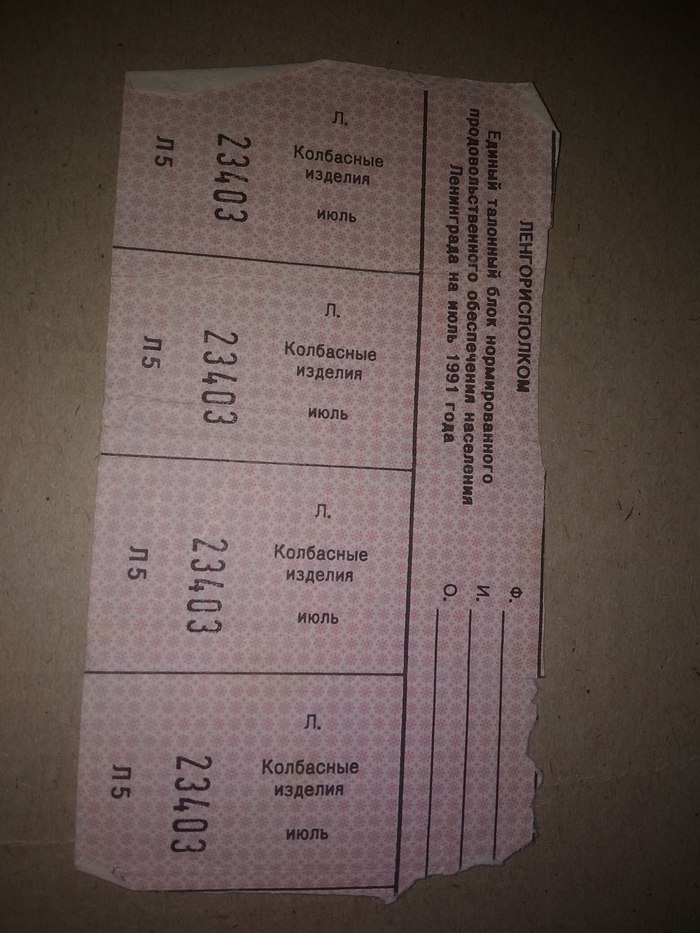 ЛЕНГОРИСПОЛКОМ
Единый талонный блок нормированного
продовольственного обеспечения населения
Ленинграда на июль 1991 года
Ф.
И.
О.
Л.
Колбасные
изделия
июль
23403
Л5
Л.
Колбасные
изделия
июль
23403
Л5
Л.
Колбасные
изделия
июль
23403
Л5
Л.
Колбасные
изделия
июль
23403
Л5